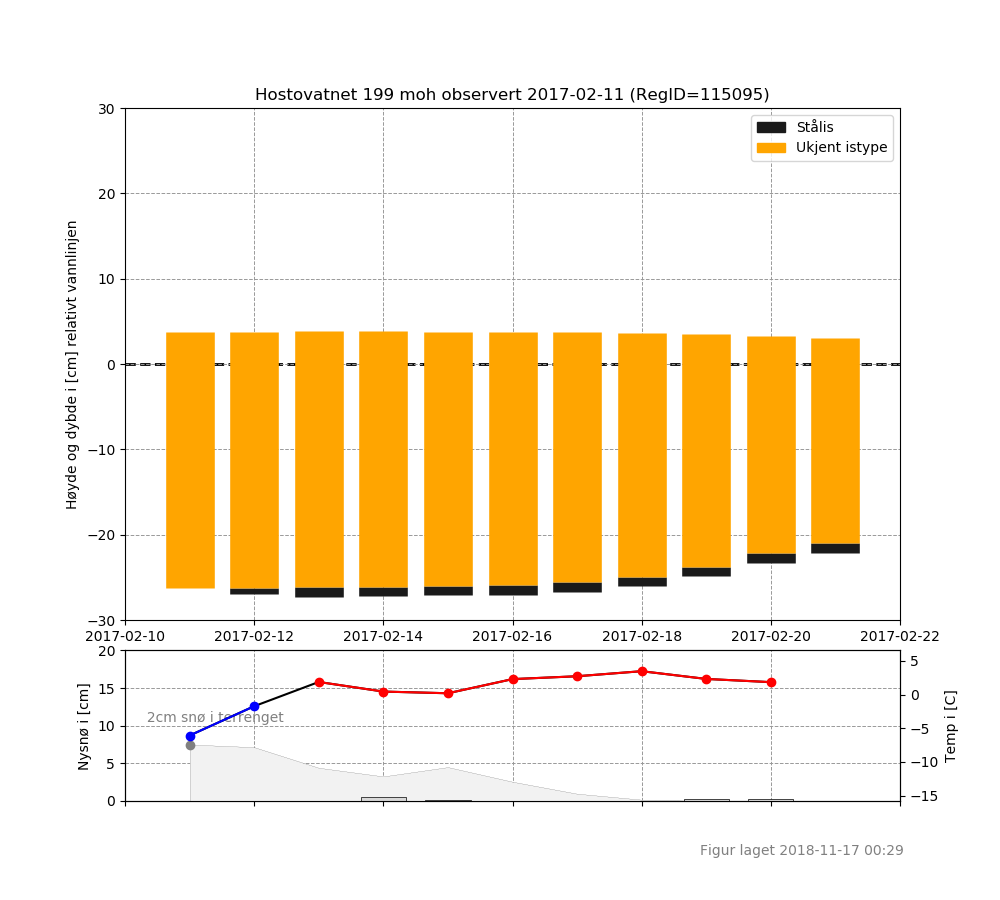 Hostovatnet 199 moh observert 2017-02-11 (RegID=115095)
Stålis
Ukjent istype
Høyde og dybde i [cm] relativt vannlinjen
30
20
10
0
−10
−20
−30
2017-02-10 2017-02-12 2017-02-14 2017-02-16 2017-02-18 2017-02-20 2017-02-22
Nysnø i [cm]
20
15
10
5
0
2cm snø i terrenget
5
0
−5
−10
−15
Temp i [C]
Figur laget 2018-11-17 00:29